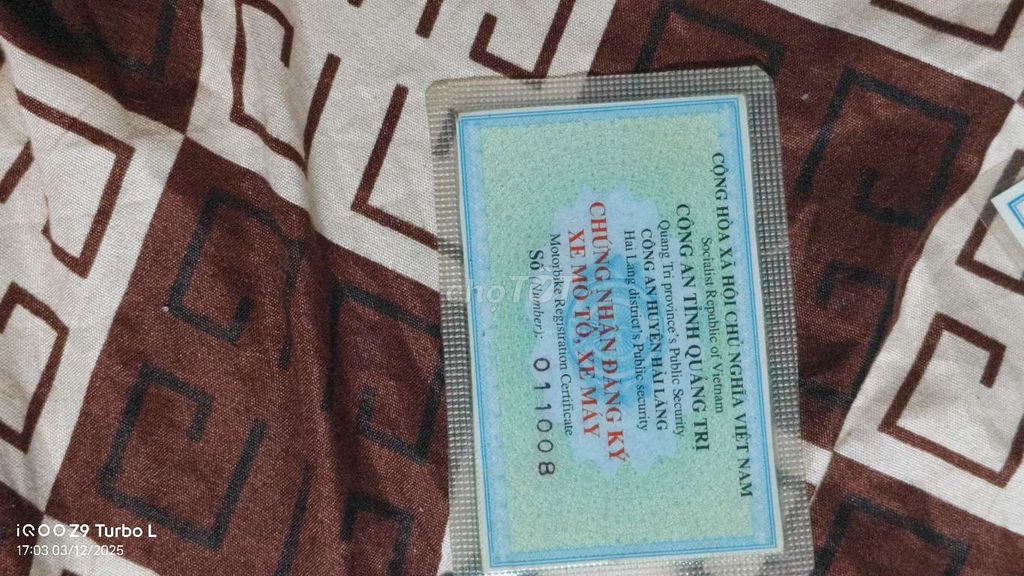 CỘNG HÒA XÃ HỘI CHỦ NGHĨA VIỆT NAM
Socialist Republic of Vietnam
CÔNG AN TỈNH QUẢNG TRỊ
Quang Tri province's Public Security
CÔNG AN HUYỆN HẢI LĂNG
Hai Lang district's Public security
CHỨNG NHẬN ĐĂNG KÝ
XE MÔ TÔ, XE MÁY
Motorbike Registration Certificate
Số (Number): 011008
iQOO Z9 Turbo L
17:03 03/12/2025